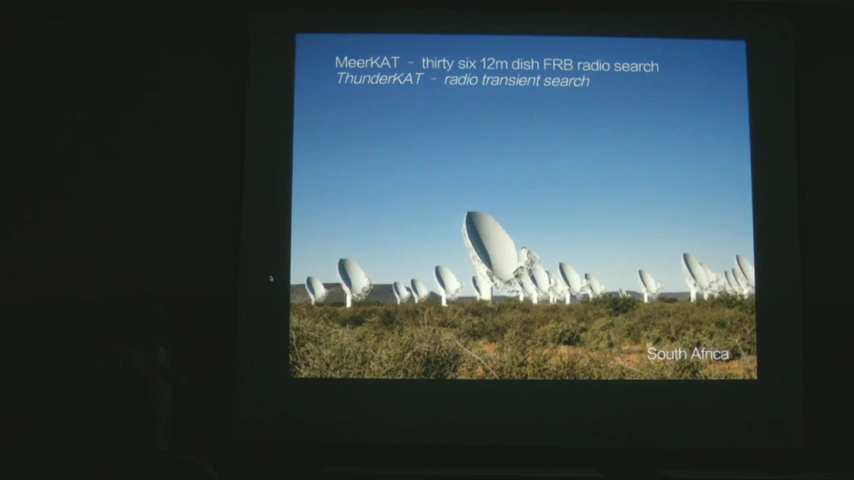 MeerKAT - thirty six 12m dish FRB radio search
ThunderKAT - radio transient search
South Africa